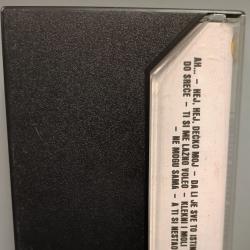 AH... – HEJ, HEJ, DEČKO MOJ – DA LI JE SVE TO
DO SREĆE – TI SI ME LAŽNO VOLEO – KLEKNI I MOLI
– NE MOGU SAMA – A TI SI